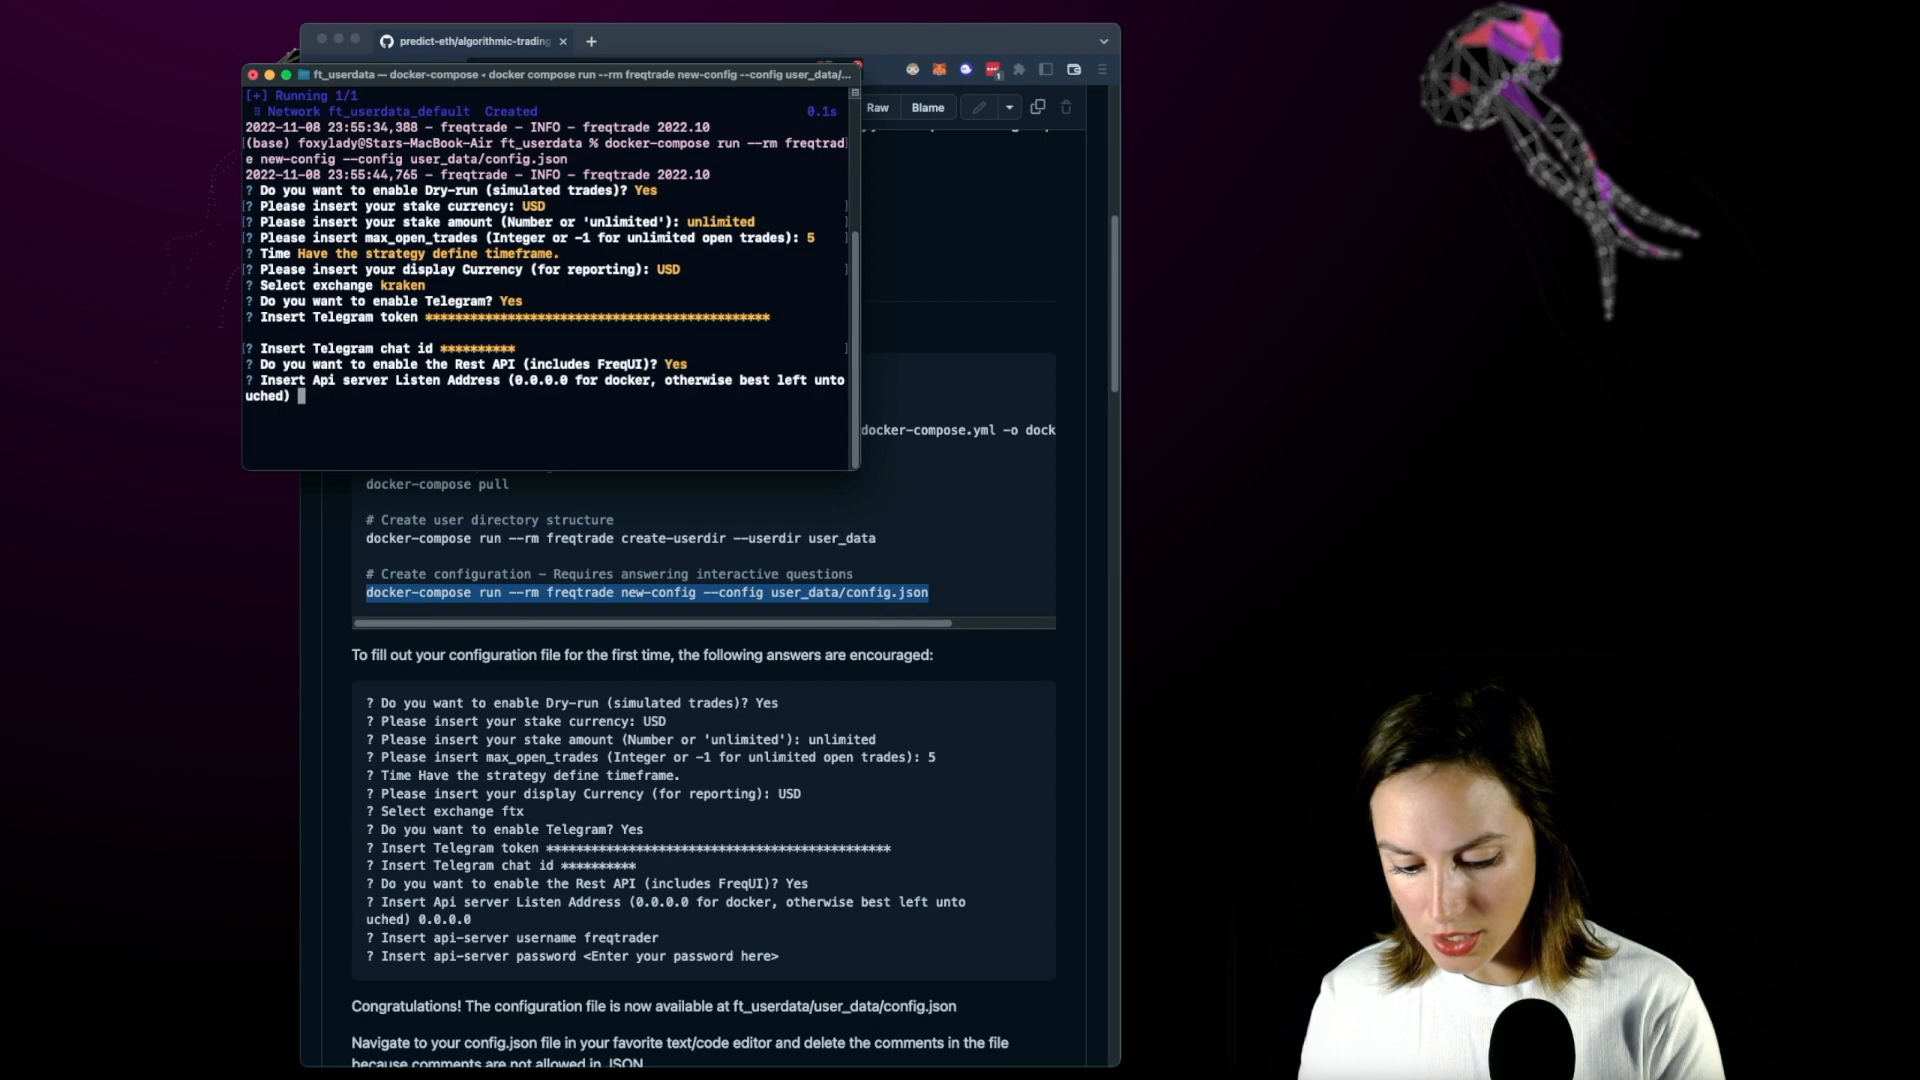 predict-eth/algorithmic-trading
ft_userdata — docker-compose ◂ docker compose run --rm freqtrade new-config --config user_data/...
[+] Running 1/1
⠿ Network ft_userdata_default  Created 0.1s
2022-11-08 23:55:34,388 - freqtrade - INFO - freqtrade 2022.10
(base) foxylady@Stars-MacBook-Air ft_userdata % docker-compose run --rm freqtrad
e new-config --config user_data/config.json
2022-11-08 23:55:44,765 - freqtrade - INFO - freqtrade 2022.10
? Do you want to enable Dry-run (simulated trades)? Yes
? Please insert your stake currency: USD
? Please insert your stake amount (Number or 'unlimited'): unlimited
? Please insert max_open_trades (Integer or -1 for unlimited open trades): 5
? Time Have the strategy define timeframe.
? Please insert your display Currency (for reporting): USD
? Select exchange kraken
? Do you want to enable Telegram? Yes
? Insert Telegram token **********************************************
? Insert Telegram chat id **********
? Do you want to enable the Rest API (includes FreqUI)? Yes
? Insert Api server Listen Address (0.0.0.0 for docker, otherwise best left unto
uched)
Raw Blame
docker-compose.yml -o dock
docker-compose pull
# Create user directory structure
docker-compose run --rm freqtrade create-userdir --userdir user_data
# Create configuration - Requires answering interactive questions
docker-compose run --rm freqtrade new-config --config user_data/config.json
To fill out your configuration file for the first time, the following answers are encouraged:
? Do you want to enable Dry-run (simulated trades)? Yes
? Please insert your stake currency: USD
? Please insert your stake amount (Number or 'unlimited'): unlimited
? Please insert max_open_trades (Integer or -1 for unlimited open trades): 5
? Time Have the strategy define timeframe.
? Please insert your display Currency (for reporting): USD
? Select exchange ftx
? Do you want to enable Telegram? Yes
? Insert Telegram token **********************************************
? Insert Telegram chat id **********
? Do you want to enable the Rest API (includes FreqUI)? Yes
? Insert Api server Listen Address (0.0.0.0 for docker, otherwise best left unto
uched) 0.0.0.0
? Insert api-server username freqtrader
? Insert api-server password <Enter your password here>
Congratulations! The configuration file is now available at ft_userdata/user_data/config.json
Navigate to your config.json file in your favorite text/code editor and delete the comments in the file
because comments are not allowed in JSON